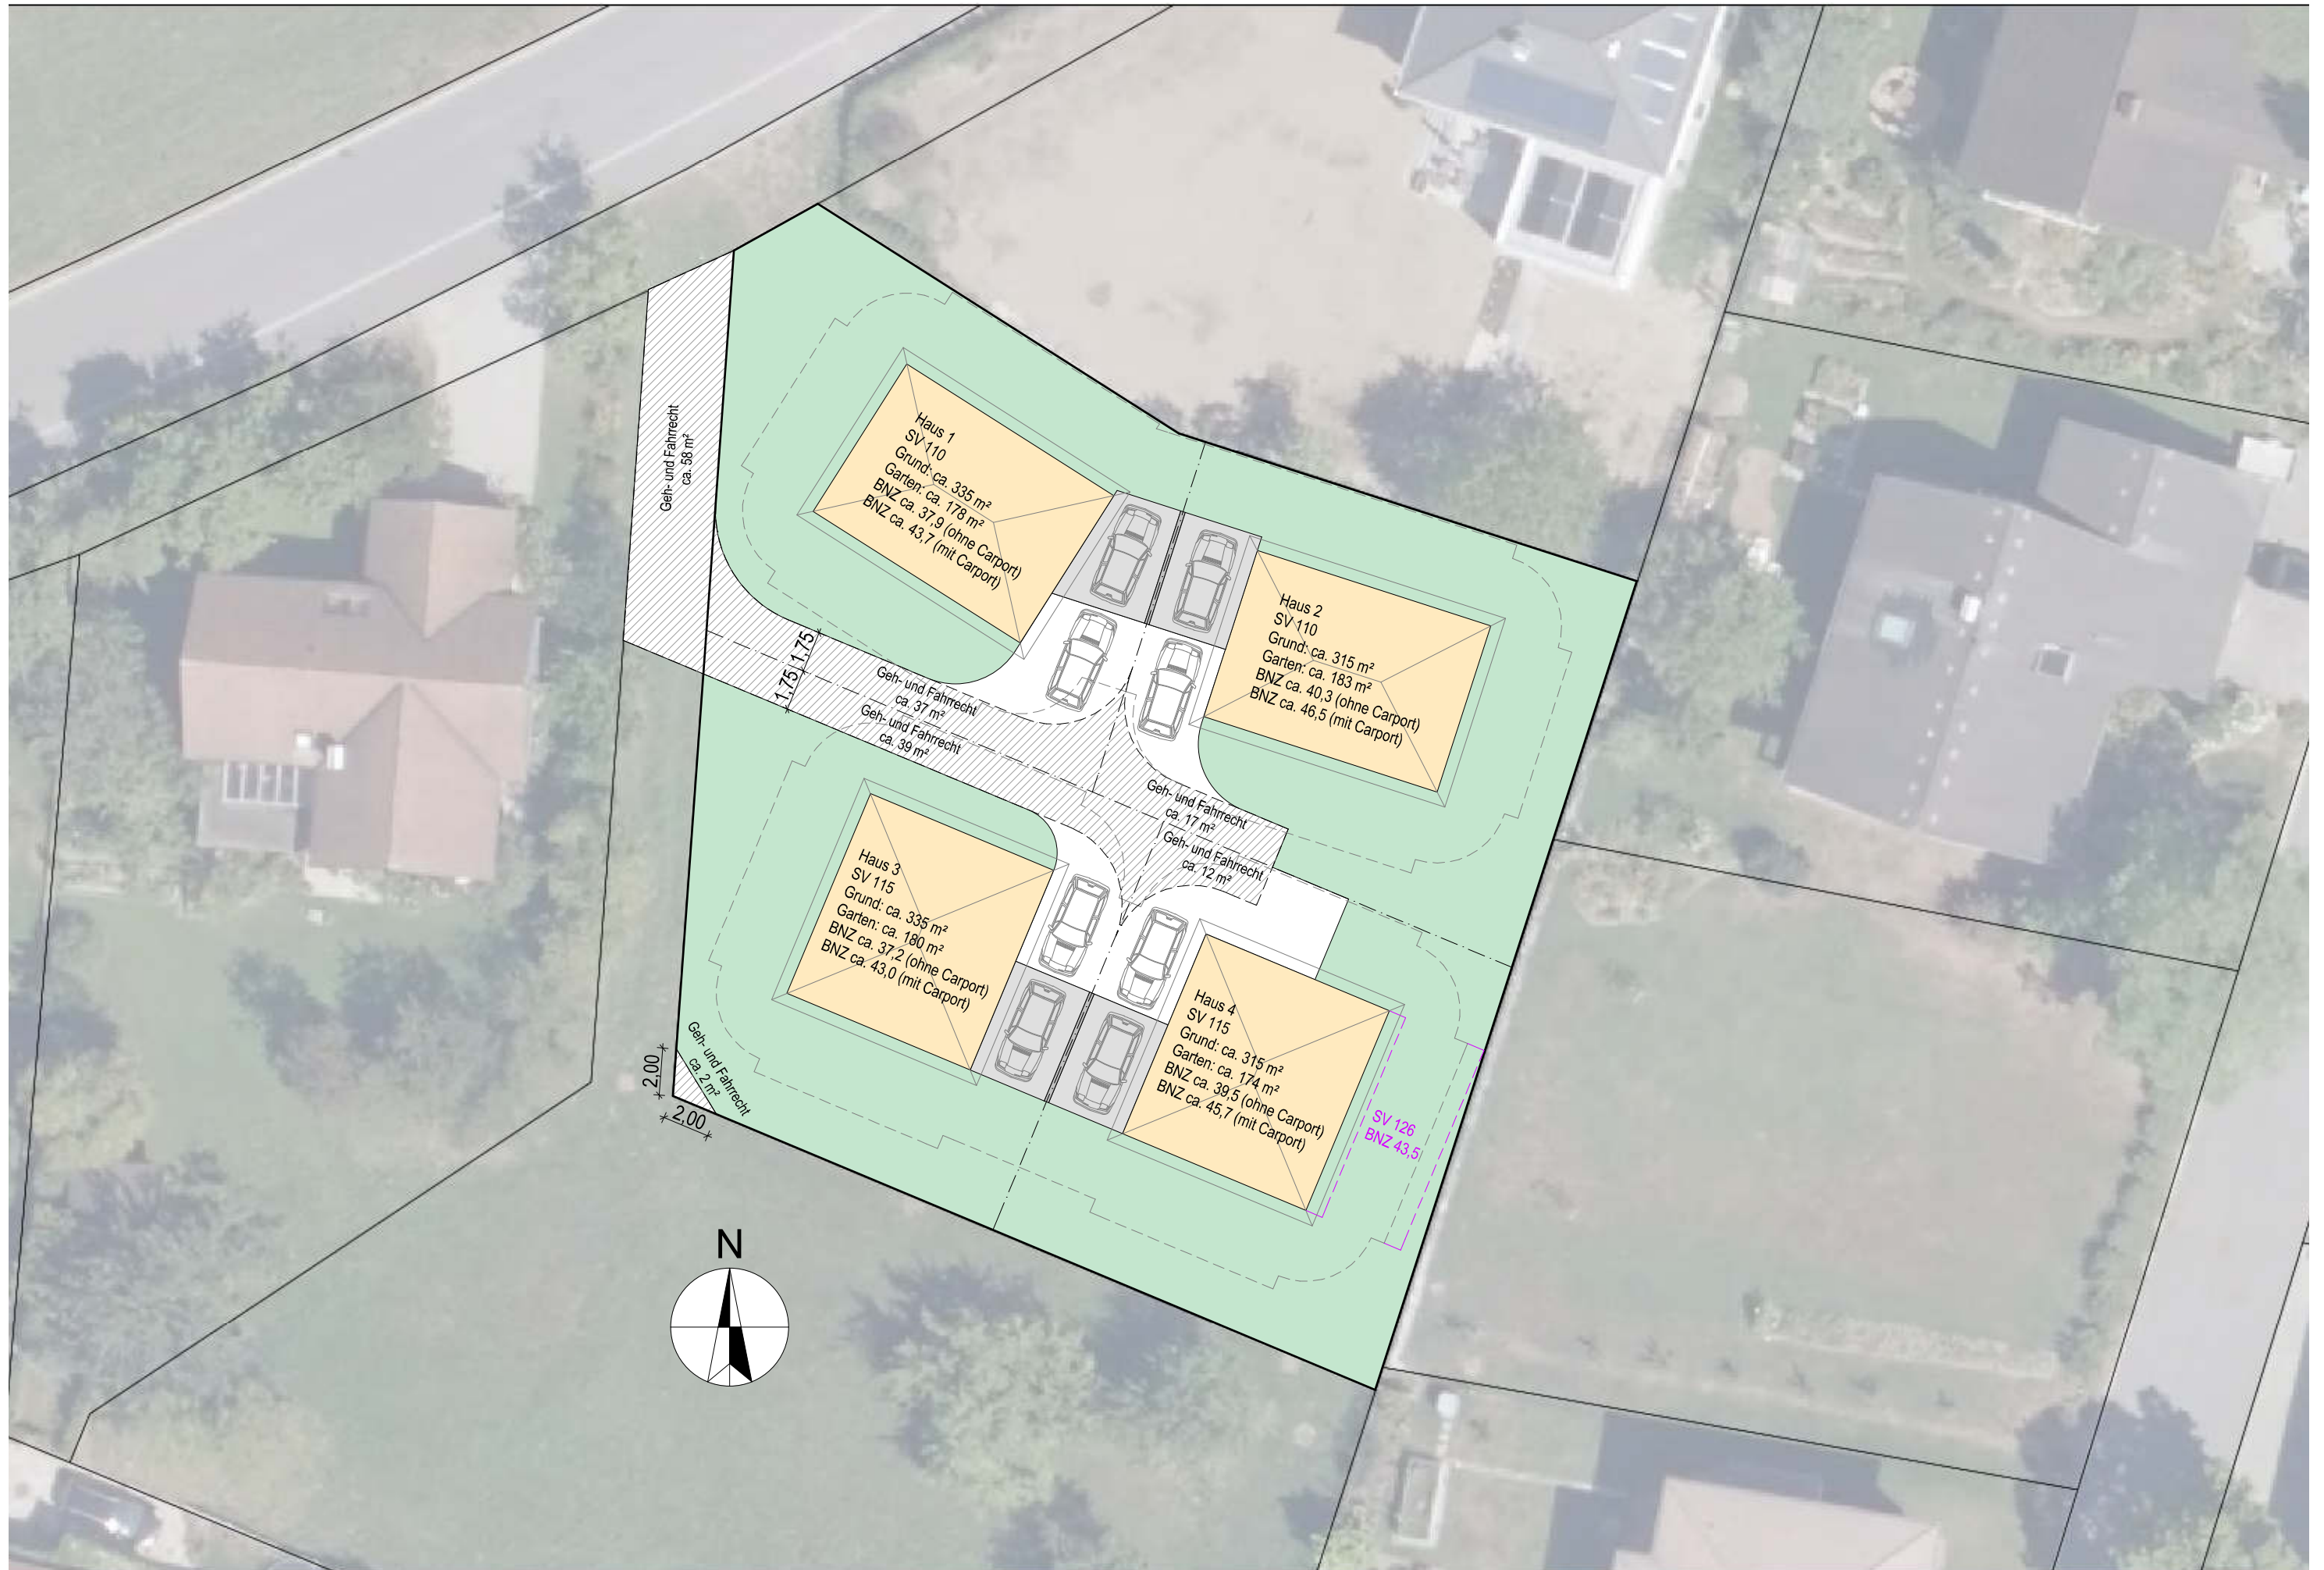 Geh- und Fahrrecht
ca. 58 m²
Haus 1
SV 110
Grund: ca. 335 m²
Garten: ca. 178 m²
BNZ ca. 37,9 (ohne Carport)
BNZ ca. 43,7 (mit Carport)
Haus 2
SV 110
Grund: ca. 315 m²
Garten: ca. 183 m²
BNZ ca. 40,3 (ohne Carport)
BNZ ca. 46,5 (mit Carport)
1,75
1,75
Geh- und Fahrrecht
ca. 37 m²
Geh- und Fahrrecht
ca. 39 m²
Geh- und Fahrrecht
ca. 17 m²
Geh- und Fahrrecht
ca. 12 m²
Haus 3
SV 115
Grund: ca. 335 m²
Garten: ca. 180 m²
BNZ ca. 37,2 (ohne Carport)
BNZ ca. 43,0 (mit Carport)
Haus 4
SV 115
Grund: ca. 315 m²
Garten: ca. 174 m²
BNZ ca. 39,5 (ohne Carport)
BNZ ca. 45,7 (mit Carport)
SV 126
BNZ 43,5
Geh- und Fahrrecht
ca. 2 m²
2,00
2,00
N